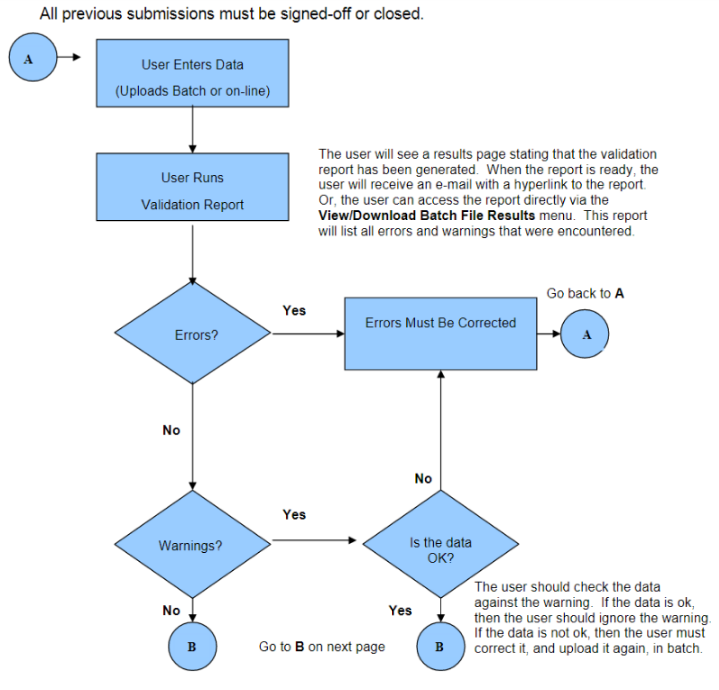 All previous submissions must be signed-off or closed.
A
User Enters Data
(Uploads Batch or on-line)
User Runs
Validation Report
The user will see a results page stating that the validation
report has been generated. When the report is ready, the
user will receive an e-mail with a hyperlink to the report.
Or, the user can access the report directly via the
View/Download Batch File Results menu. This report
will list all errors and warnings that were encountered.
Errors?
Yes
Errors Must Be Corrected
Go back to A
A
No
No
Warnings?
Yes
Is the data
OK?
The user should check the data
against the warning. If the data is ok,
then the user should ignore the warning.
If the data is not ok, then the user must
correct it, and upload it again, in batch.
No
B
Go to B on next page
Yes
B